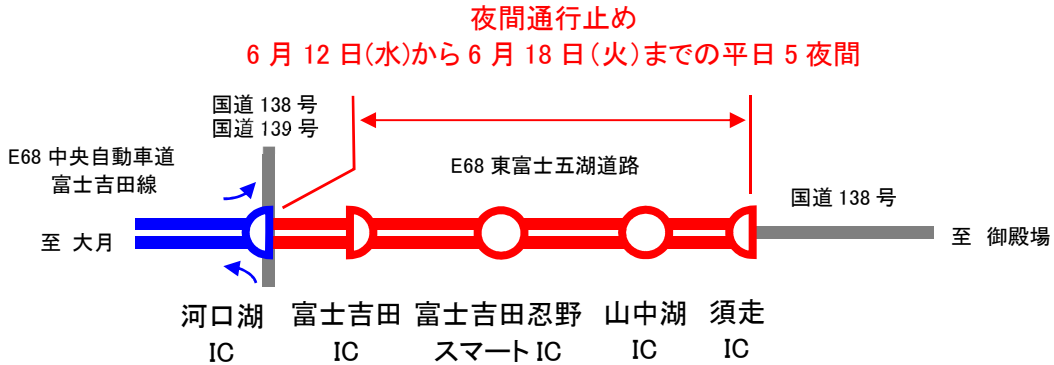 夜間通行止め
6 月 12 日(水)から 6 月 18 日(火)までの平日 5 夜間
国道 138 号
国道 139 号
E68 中央自動車道
富士吉田線
E68 東富士五湖道路
国道 138 号
至 大月
至 御殿場
河口湖
IC
富士吉田
IC
富士吉田忍野
スマート IC
山中湖
IC
須走
IC